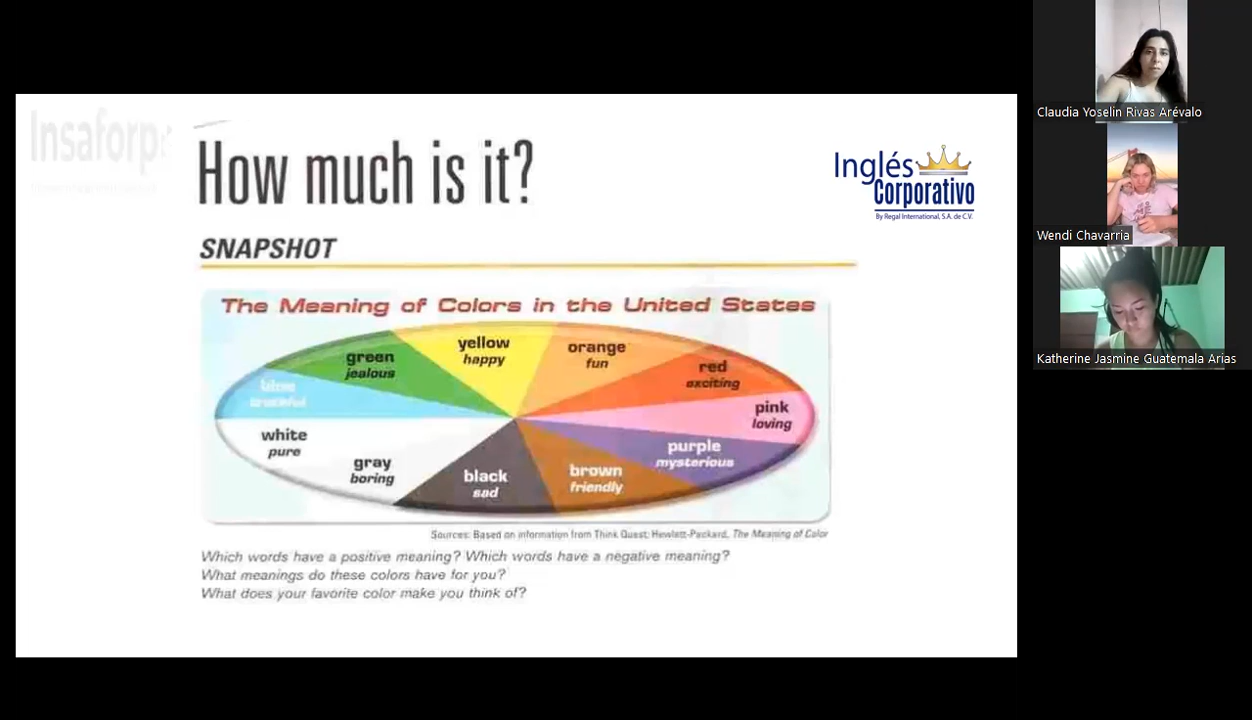 Insaforp
How much is it?
Inglés
Corporativo
By Regal International, S.A. de C.V.
SNAPSHOT
The Meaning of Colors in the United States
green
jealous
yellow
happy
orange
fun
red
exciting
pink
loving
purple
mysterious
brown
friendly
black
sad
gray
boring
white
pure
blue
Sources: Based on information from Think Quest; Hewlett-Packard, The Meaning of Color
Which words have a positive meaning? Which words have a negative meaning?
What meanings do these colors have for you?
What does your favorite color make you think of?
Claudia Yoselin Rivas Arévalo
Wendi Chavarria
Katherine Jasmine Guatemala Arias